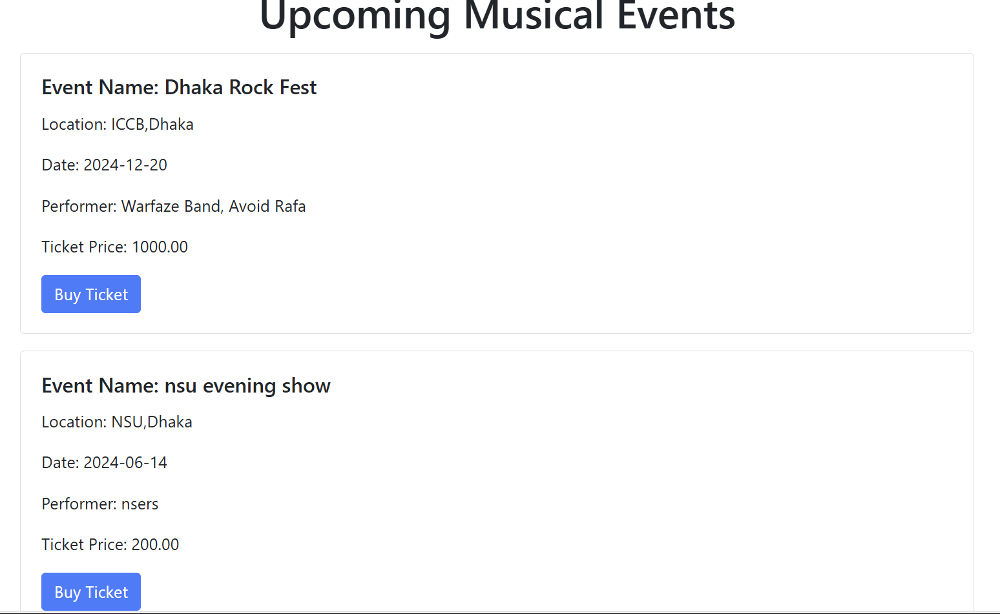 Upcoming Musical Events
Event Name: Dhaka Rock Fest
Location: ICCB,Dhaka
Date: 2024-12-20
Performer: Warfaze Band, Avoid Rafa
Ticket Price: 1000.00
Buy Ticket
Event Name: nsu evening show
Location: NSU,Dhaka
Date: 2024-06-14
Performer: nsers
Ticket Price: 200.00
Buy Ticket